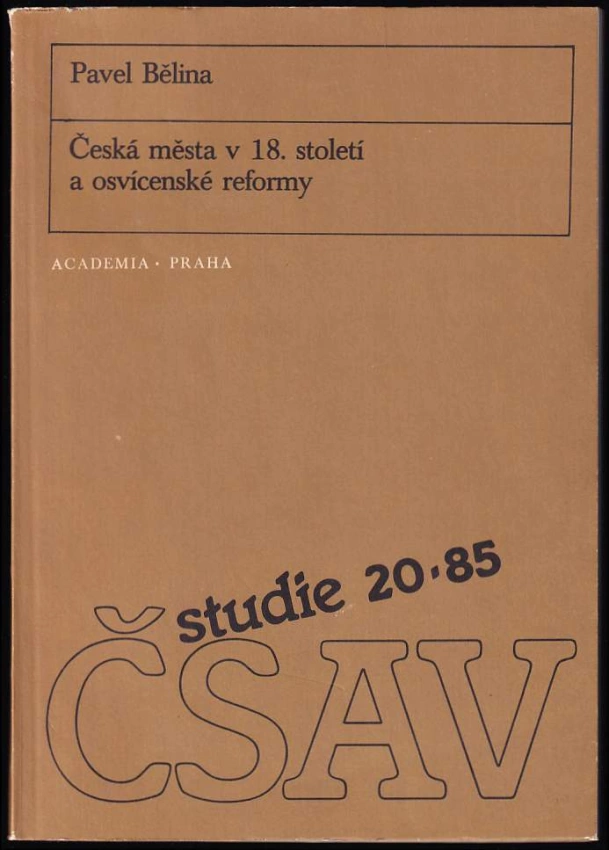 Pavel Bělina
Česká města v 18. století
a osvícenské reformy
ACADEMIA · PRAHA
studie 20·85
ČSAV